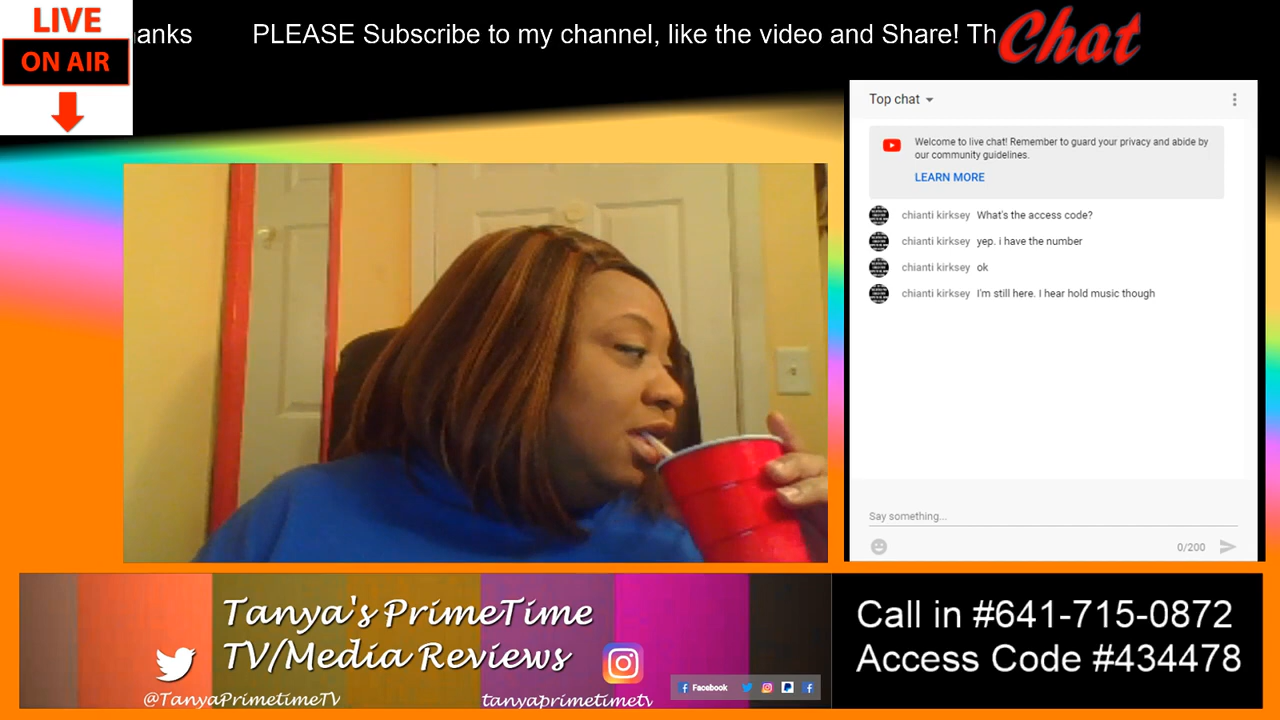 LIVE
ON AIR
hanks PLEASE Subscribe to my channel, like the video and Share! Th
Chat
Top chat
Welcome to live chat! Remember to guard your privacy and abide by
our community guidelines.
LEARN MORE
chianti kirksey What's the access code?
chianti kirksey yep. i have the number
chianti kirksey ok
chianti kirksey I'm still here. I hear hold music though
Say something...
0/200
Tanya's PrimeTime
TV/Media Reviews
@TanyaPrimetimeTV
tanyaprimetimetv
Facebook
Call in #641-715-0872
Access Code #434478